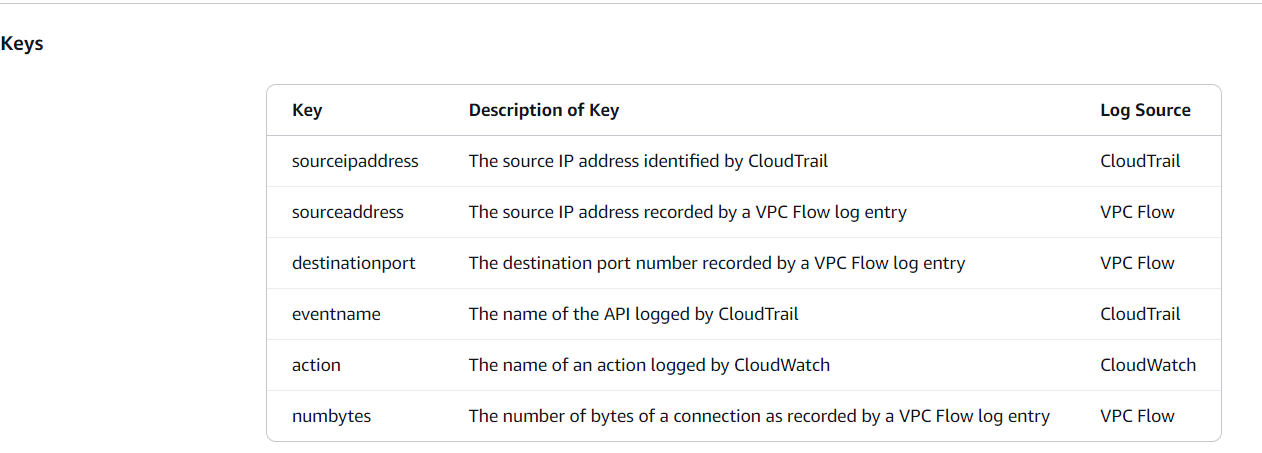 Keys
Key Description of Key Log Source
sourceipaddress The source IP address identified by CloudTrail CloudTrail
sourceaddress The source IP address recorded by a VPC Flow log entry VPC Flow
destinationport The destination port number recorded by a VPC Flow log entry VPC Flow
eventname The name of the API logged by CloudTrail CloudTrail
action The name of an action logged by CloudWatch CloudWatch
numbytes The number of bytes of a connection as recorded by a VPC Flow log entry VPC Flow